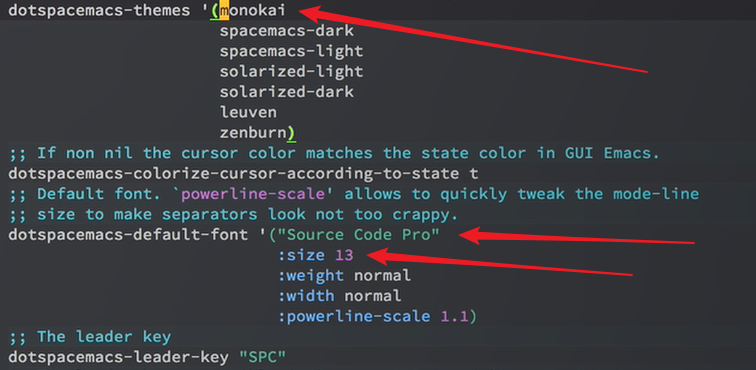 dotspacemacs-themes '(monokai
spacemacs-dark
spacemacs-light
solarized-light
solarized-dark
leuven
zenburn)
;; If non nil the cursor color matches the state color in GUI Emacs.
dotspacemacs-colorize-cursor-according-to-state t
;; Default font. `powerline-scale' allows to quickly tweak the mode-line
;; size to make separators look not too crappy.
dotspacemacs-default-font '("Source Code Pro"
:size 13
:weight normal
:width normal
:powerline-scale 1.1)
;; The leader key
dotspacemacs-leader-key "SPC"